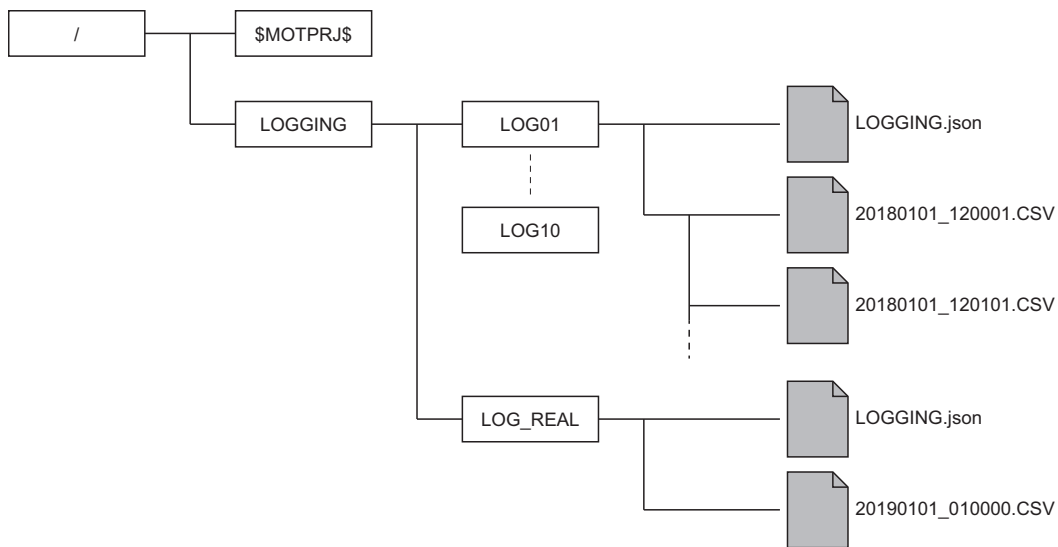 /
$MOTPRJ$
LOGGING
LOG01
LOGGING.json
20180101_120001.CSV
LOG10
20180101_120101.CSV
LOG_REAL
LOGGING.json
20190101_010000.CSV